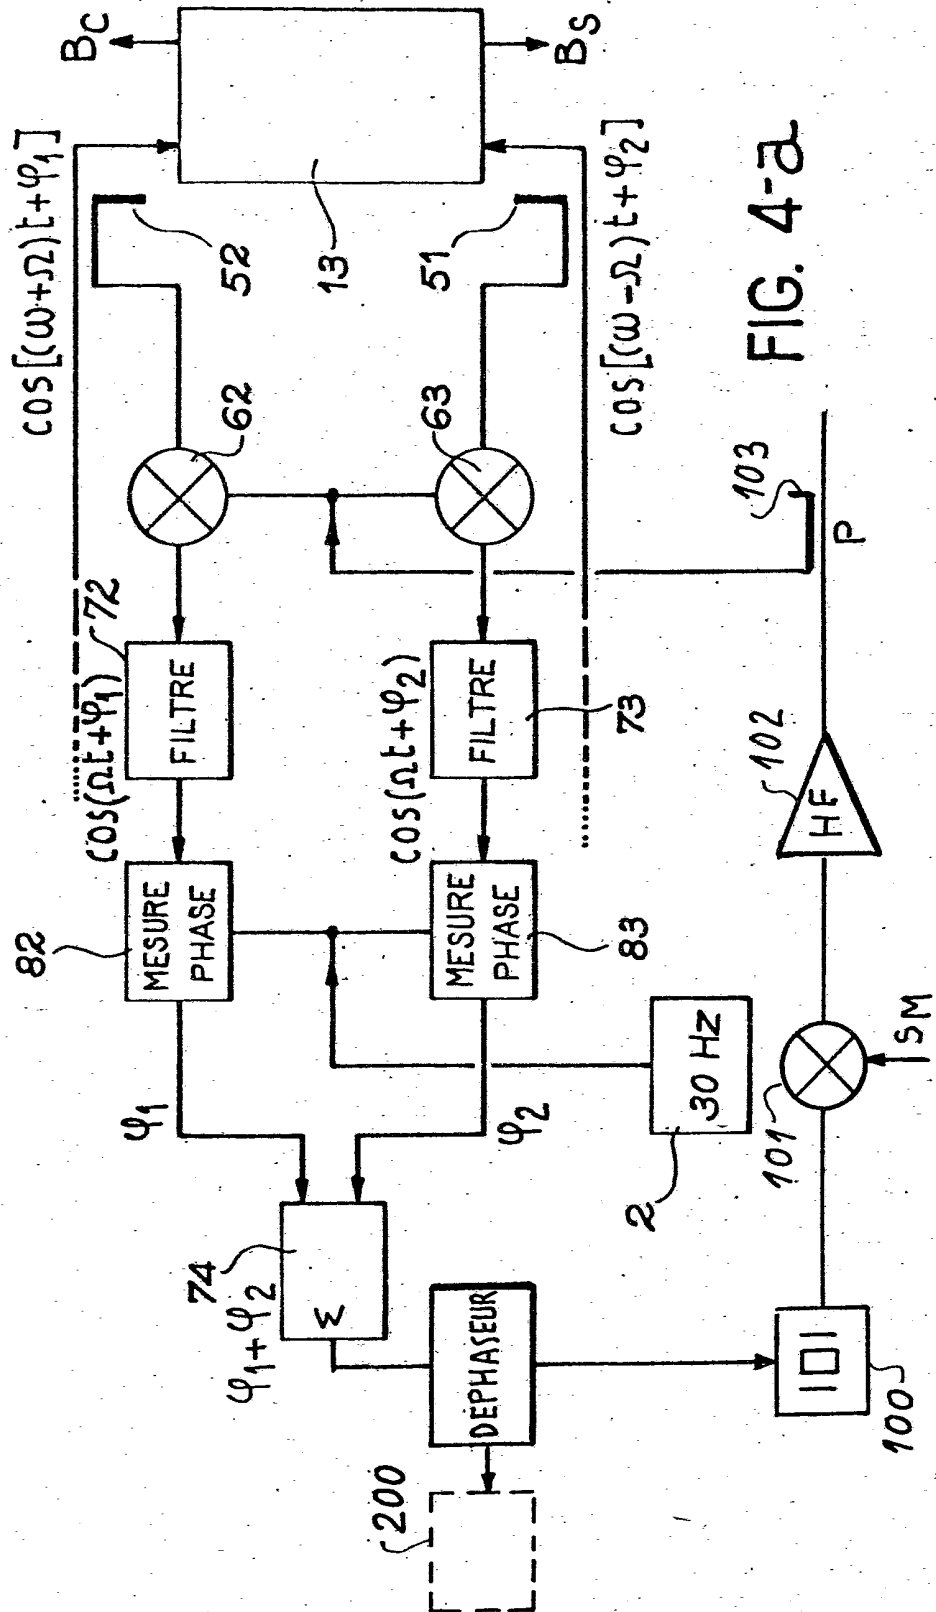 cos[(ω+Ω)t+φ1]
BC
52
13
62
72
cos(Ωt+φ1)
FILTRE
82
MESURE
PHASE
φ1
BS
51
63
cos[(ω-Ω)t+φ2]
cos(Ωt+φ2)
FILTRE
73
MESURE
PHASE
83
φ2
74
φ1+φ2
Σ
30 Hz
2
DEPHASEUR
200
100
101
SM
HF
102
103
P
FIG. 4-a